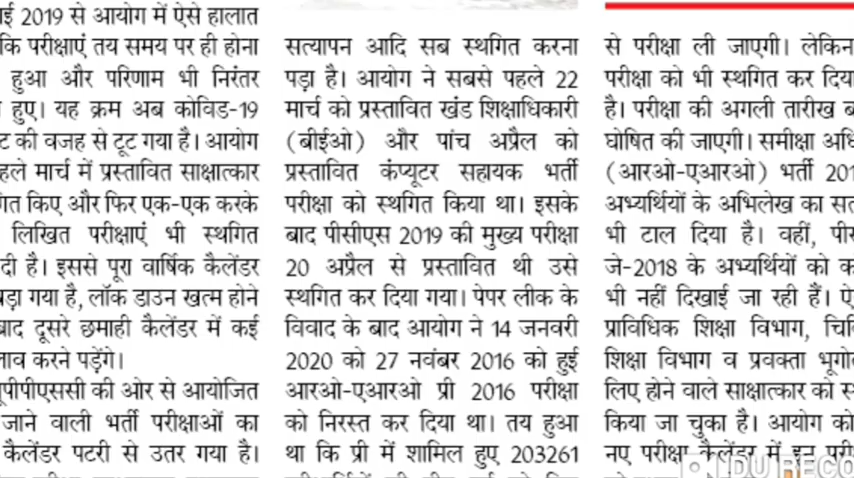 ई 2019 से आयोग में ऐसे हालात
कि परीक्षाएं तय समय पर ही होना
हुआ और परिणाम भी निरंतर
हुए। यह क्रम अब कोविड-19
ट की वजह से टूट गया है। आयोग
हले मार्च में प्रस्तावित साक्षात्कार
गित किए और फिर एक-एक करके
लिखित परीक्षाएं भी स्थगित
दी है। इससे पूरा वार्षिक कैलेंडर
बड़ा गया है, लॉक डाउन खत्म होने
बाद दूसरे छमाही कैलेंडर में कई
लाव करने पड़ेंगे।
यूपीपीएससी की ओर से आयोजित
जाने वाली भर्ती परीक्षाओं का
कैलेंडर पटरी से उतर गया है।
सत्यापन आदि सब स्थगित करना
पड़ा है। आयोग ने सबसे पहले 22
मार्च को प्रस्तावित खंड शिक्षाधिकारी
(बीईओ) और पांच अप्रैल को
प्रस्तावित कंप्यूटर सहायक भर्ती
परीक्षा को स्थगित किया था। इसके
बाद पीसीएस 2019 की मुख्य परीक्षा
20 अप्रैल से प्रस्तावित थी उसे
स्थगित कर दिया गया। पेपर लीक के
विवाद के बाद आयोग ने 14 जनवरी
2020 को 27 नवंबर 2016 को हुई
आरओ-एआरओ प्री 2016 परीक्षा
को निरस्त कर दिया था। तय हुआ
था कि प्री में शामिल हुए 203261
से परीक्षा ली जाएगी। लेकिन
परीक्षा को भी स्थगित कर दिया
है। परीक्षा की अगली तारीख ब
घोषित की जाएगी। समीक्षा अधि
(आरओ-एआरओ) भर्ती 201
अभ्यर्थियों के अभिलेख का सत
भी टाल दिया है। वहीं, पीस
जे-2018 के अभ्यर्थियों को क
भी नहीं दिखाई जा रही हैं। ऐ
प्राविधिक शिक्षा विभाग, चिि
शिक्षा विभाग व प्रवक्ता भूगो
लिए होने वाले साक्षात्कार को स्थ
किया जा चुका है। आयोग को
नए परीक्षा कैलेंडर में इन परी
DU RECO